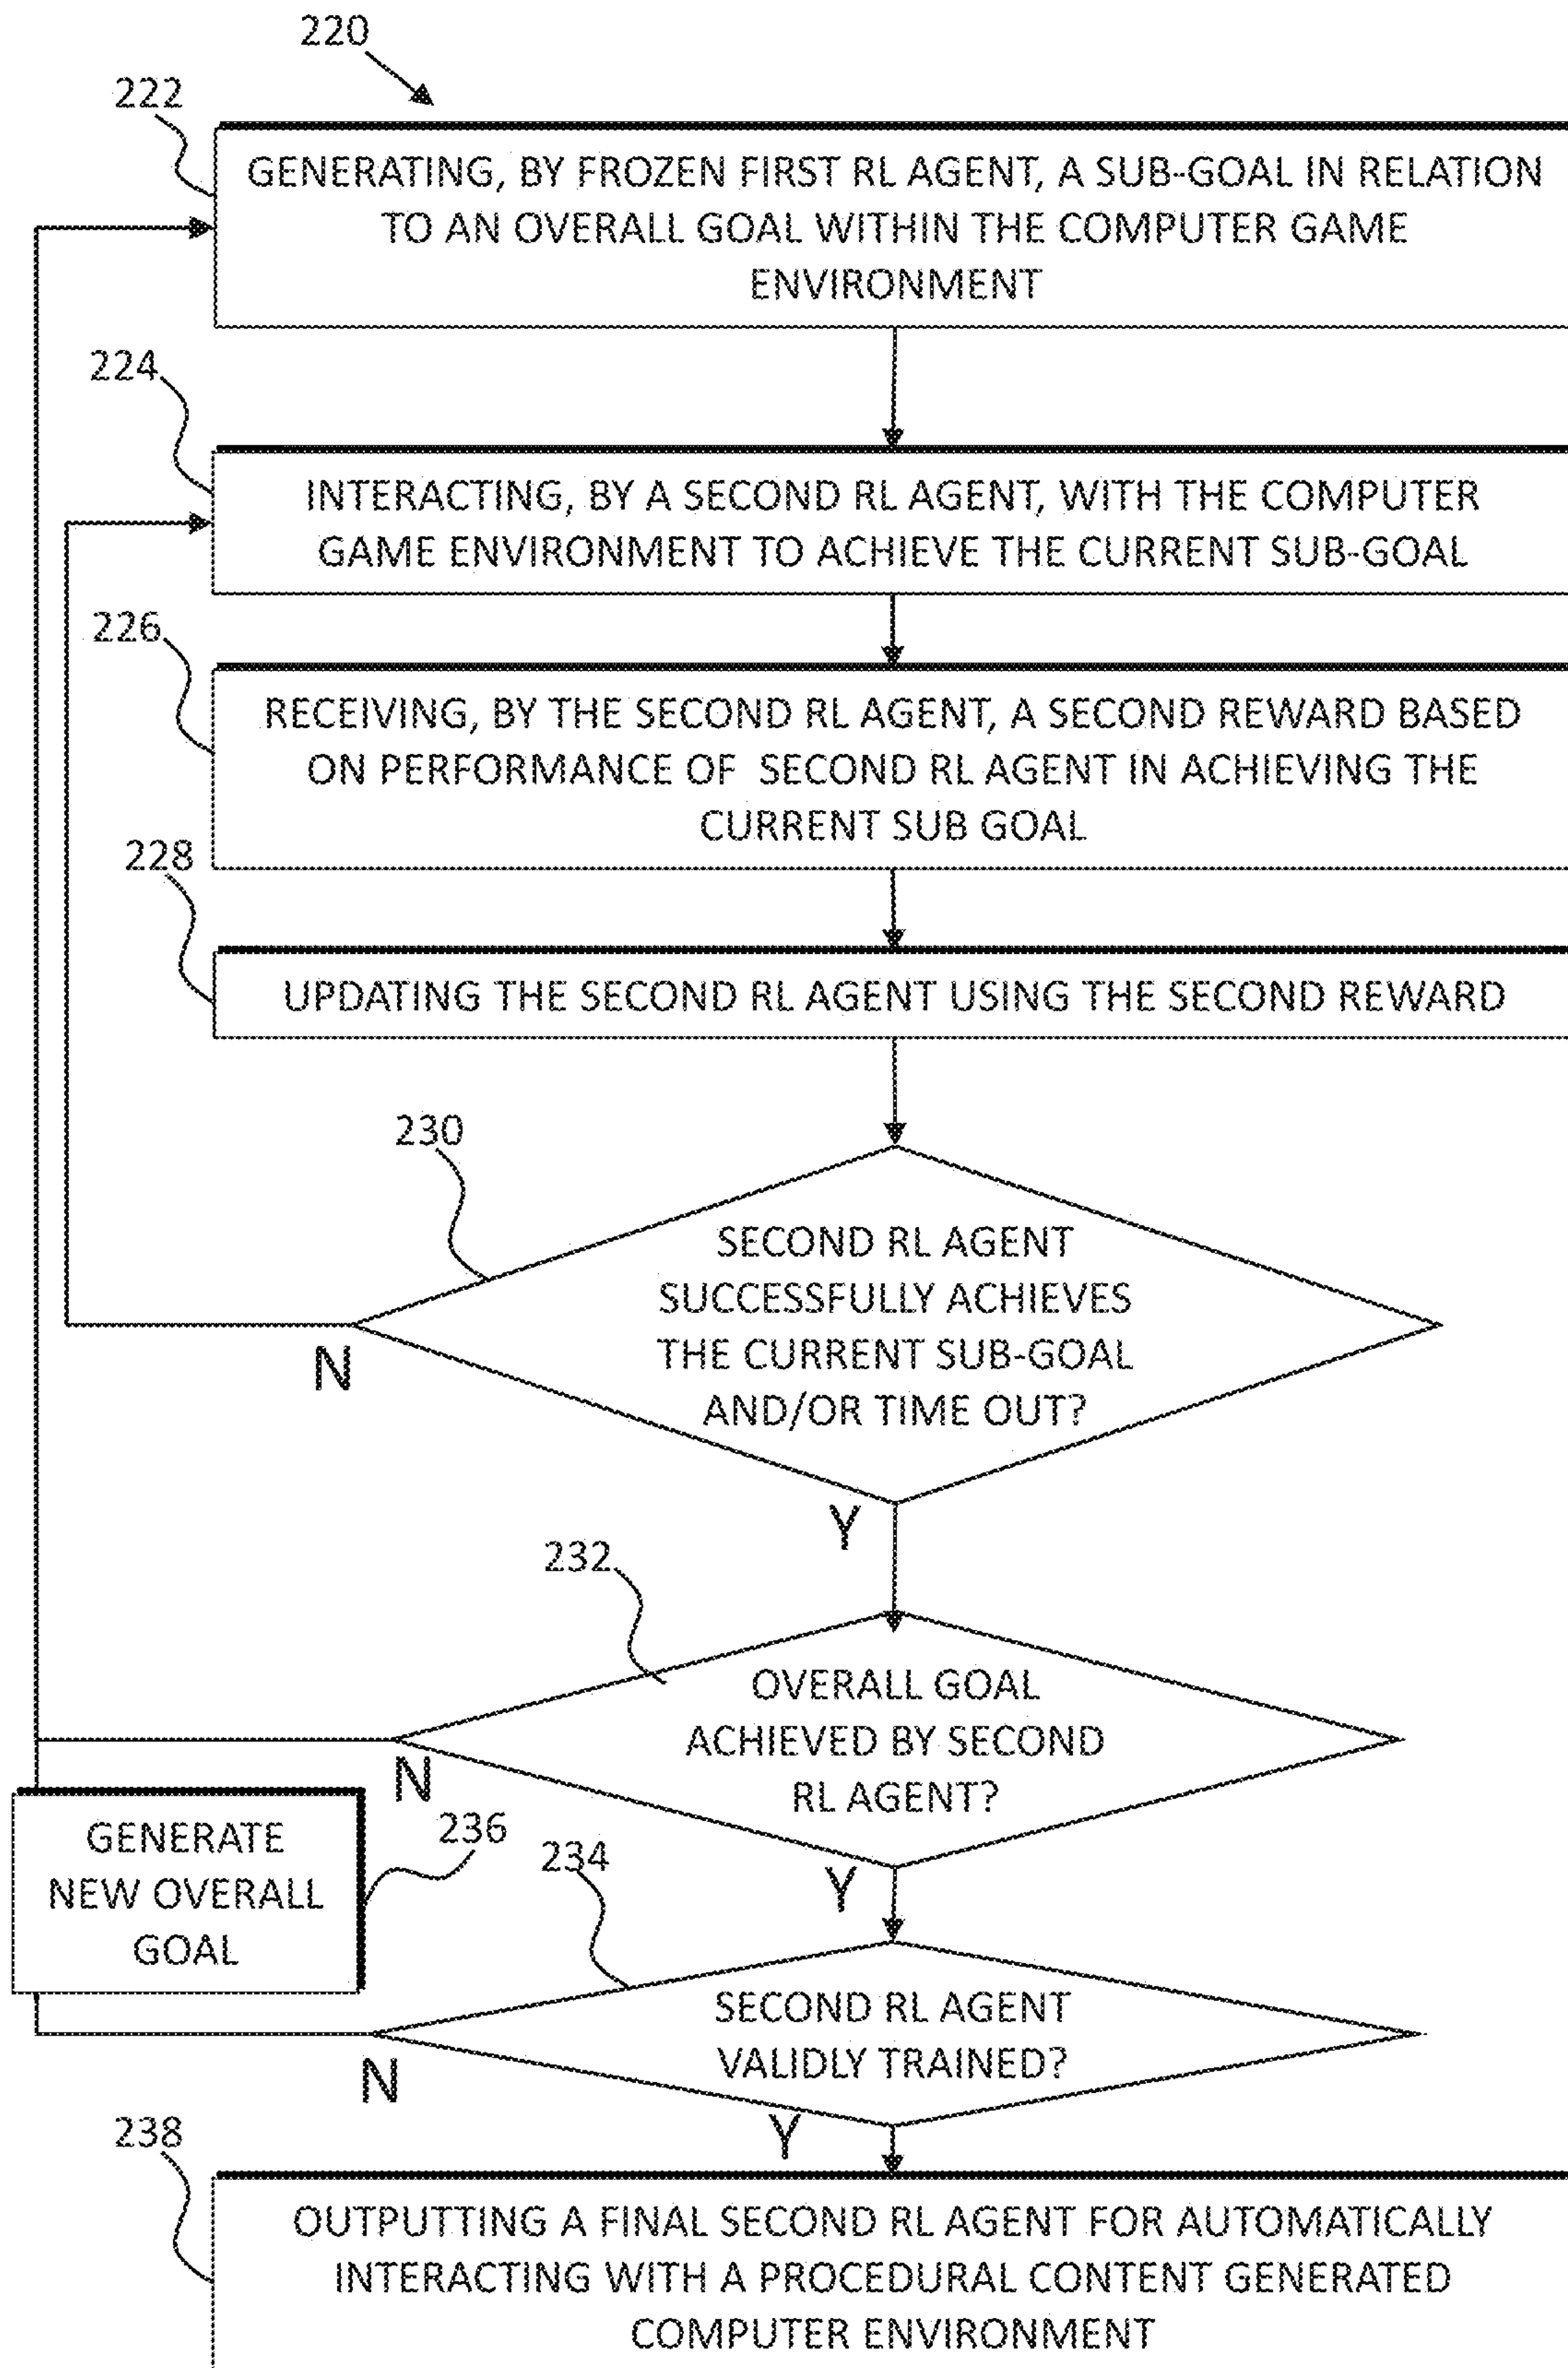 220
222
GENERATING, BY FROZEN FIRST RL AGENT, A SUB-GOAL IN RELATION
TO AN OVERALL GOAL WITHIN THE COMPUTER GAME
ENVIRONMENT
224
INTERACTING, BY A SECOND RL AGENT, WITH THE COMPUTER
GAME ENVIRONMENT TO ACHIEVE THE CURRENT SUB-GOAL
226
RECEIVING, BY THE SECOND RL AGENT, A SECOND REWARD BASED
ON PERFORMANCE OF SECOND RL AGENT IN ACHIEVING THE
CURRENT SUB GOAL
228
UPDATING THE SECOND RL AGENT USING THE SECOND REWARD
230
SECOND RL AGENT
SUCCESSFULLY ACHIEVES
THE CURRENT SUB-GOAL
AND/OR TIME OUT?
N
Y
232
OVERALL GOAL
ACHIEVED BY SECOND
RL AGENT?
N
Y
GENERATE
NEW OVERALL
GOAL
236
234
SECOND RL AGENT
VALIDLY TRAINED?
N
Y
238
OUTPUTTING A FINAL SECOND RL AGENT FOR AUTOMATICALLY
INTERACTING WITH A PROCEDURAL CONTENT GENERATED
COMPUTER ENVIRONMENT